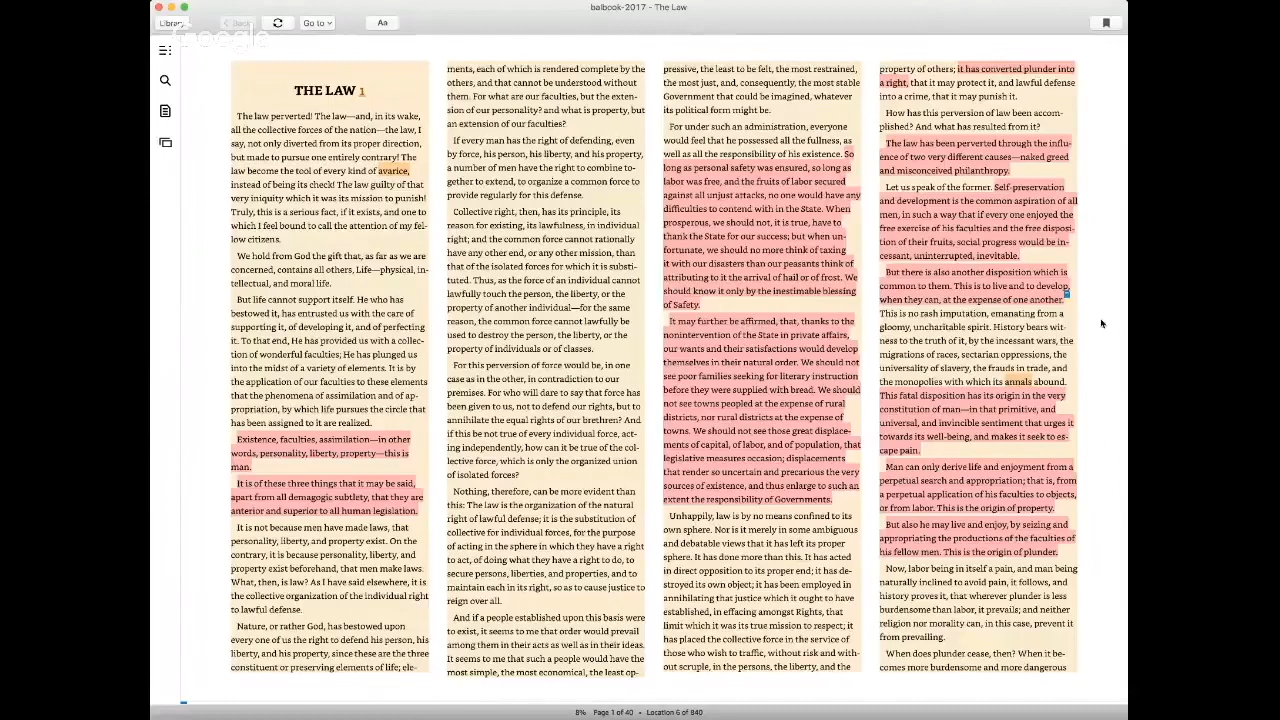 balbook-2017 - The Law
Library
Back
Go to
Aa
Google
THE LAW 1
The law perverted! The law—and, in its wake,
all the collective forces of the nation—the law, I
say, not only diverted from its proper direction,
but made to pursue one entirely contrary! The
law become the tool of every kind of avarice,
instead of being its check! The law guilty of that
very iniquity which it was its mission to punish!
Truly, this is a serious fact, if it exists, and one to
which I feel bound to call the attention of my fel-
low citizens.
We hold from God the gift that, as far as we are
concerned, contains all others, Life—physical, in-
tellectual, and moral life.
But life cannot support itself. He who has
bestowed it, has entrusted us with the care of
supporting it, of developing it, and of perfecting
it. To that end, He has provided us with a collec-
tion of wonderful faculties; He has plunged us
into the midst of a variety of elements. It is by
the application of our faculties to these elements
that the phenomena of assimilation and of ap-
propriation, by which life pursues the circle that
has been assigned to it are realized.
Existence, faculties, assimilation—in other
words, personality, liberty, property—this is
man.
It is of these three things that it may be said,
apart from all demagogic subtlety, that they are
anterior and superior to all human legislation.
It is not because men have made laws, that
personality, liberty, and property exist. On the
contrary, it is because personality, liberty, and
property exist beforehand, that men make laws.
What, then, is law? As I have said elsewhere, it is
the collective organization of the individual right
to lawful defense.
Nature, or rather God, has bestowed upon
every one of us the right to defend his person, his
liberty, and his property, since these are the three
constituent or preserving elements of life; ele-
ments, each of which is rendered complete by the
others, and that cannot be understood without
them. For what are our faculties, but the exten-
sion of our personality? and what is property, but
an extension of our faculties?
If every man has the right of defending, even
by force, his person, his liberty, and his property,
a number of men have the right to combine to-
gether to extend, to organize a common force to
provide regularly for this defense.
Collective right, then, has its principle, its
reason for existing, its lawfulness, in individual
right; and the common force cannot rationally
have any other end, or any other mission, than
that of the isolated forces for which it is substi-
tuted. Thus, as the force of an individual cannot
lawfully touch the person, the liberty, or the
property of another individual—for the same
reason, the common force cannot lawfully be
used to destroy the person, the liberty, or the
property of individuals or of classes.
For this perversion of force would be, in one
case as in the other, in contradiction to our
premises. For who will dare to say that force has
been given to us, not to defend our rights, but to
annihilate the equal rights of our brethren? And
if this be not true of every individual force, act-
ing independently, how can it be true of the col-
lective force, which is only the organized union
of isolated forces?
Nothing, therefore, can be more evident than
this: The law is the organization of the natural
right of lawful defense; it is the substitution of
collective for individual forces, for the purpose
of acting in the sphere in which they have a right
to act, of doing what they have a right to do, to
secure persons, liberties, and properties, and to
maintain each in its right, so as to cause justice to
reign over all.
And if a people established upon this basis were
to exist, it seems to me that order would prevail
among them in their acts as well as in their ideas.
It seems to me that such a people would have the
most simple, the most economical, the least op-
pressive, the least to be felt, the most restrained,
the most just, and, consequently, the most stable
Government that could be imagined, whatever
its political form might be.
For under such an administration, everyone
would feel that he possessed all the fullness, as
well as all the responsibility of his existence. So
long as personal safety was ensured, so long as
labor was free, and the fruits of labor secured
against all unjust attacks, no one would have any
difficulties to contend with in the State. When
prosperous, we should not, it is true, have to
thank the State for our success; but when un-
fortunate, we should no more think of taxing
it with our disasters than our peasants think of
attributing to it the arrival of hail or of frost. We
should know it only by the inestimable blessing
of Safety.
It may further be affirmed, that, thanks to the
nonintervention of the State in private affairs,
our wants and their satisfactions would develop
themselves in their natural order. We should not
see poor families seeking for literary instruction
before they were supplied with bread. We should
not see towns peopled at the expense of rural
districts, nor rural districts at the expense of
towns. We should not see those great displace-
ments of capital, of labor, and of population, that
legislative measures occasion; displacements
that render so uncertain and precarious the very
sources of existence, and thus enlarge to such an
extent the responsibility of Governments.
Unhappily, law is by no means confined to its
own sphere. Nor is it merely in some ambiguous
and debatable views that it has left its proper
sphere. It has done more than this. It has acted
in direct opposition to its proper end; it has de-
stroyed its own object; it has been employed in
annihilating that justice which it ought to have
established, in effacing amongst Rights, that
limit which it was its true mission to respect; it
has placed the collective force in the service of
those who wish to traffic, without risk and with-
out scruple, in the persons, the liberty, and the
property of others; it has converted plunder into
a right, that it may protect it, and lawful defense
into a crime, that it may punish it.
How has this perversion of law been accom-
plished? And what has resulted from it?
The law has been perverted through the influ-
ence of two very different causes—naked greed
and misconceived philanthropy.
Let us speak of the former. Self-preservation
and development is the common aspiration of all
men, in such a way that if every one enjoyed the
free exercise of his faculties and the free disposi-
tion of their fruits, social progress would be in-
cessant, uninterrupted, inevitable.
But there is also another disposition which is
common to them. This is to live and to develop,
when they can, at the expense of one another.
This is no rash imputation, emanating from a
gloomy, uncharitable spirit. History bears wit-
ness to the truth of it, by the incessant wars, the
migrations of races, sectarian oppressions, the
universality of slavery, the frauds in trade, and
the monopolies with which its annals abound.
This fatal disposition has its origin in the very
constitution of man—in that primitive, and
universal, and invincible sentiment that urges it
towards its well-being, and makes it seek to es-
cape pain.
Man can only derive life and enjoyment from a
perpetual search and appropriation; that is, from
a perpetual application of his faculties to objects,
or from labor. This is the origin of property.
But also he may live and enjoy, by seizing and
appropriating the productions of the faculties of
his fellow men. This is the origin of plunder.
Now, labor being in itself a pain, and man being
naturally inclined to avoid pain, it follows, and
history proves it, that wherever plunder is less
burdensome than labor, it prevails; and neither
religion nor morality can, in this case, prevent it
from prevailing.
When does plunder cease, then? When it be-
comes more burdensome and more dangerous
8% Page 1 of 40 • Location 6 of 840